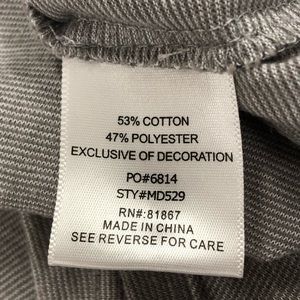 53% COTTON
47% POLYESTER
EXCLUSIVE OF DECORATION
PO#6814
STY#MD529
RN#:81867
MADE IN CHINA
SEE REVERSE FOR CARE